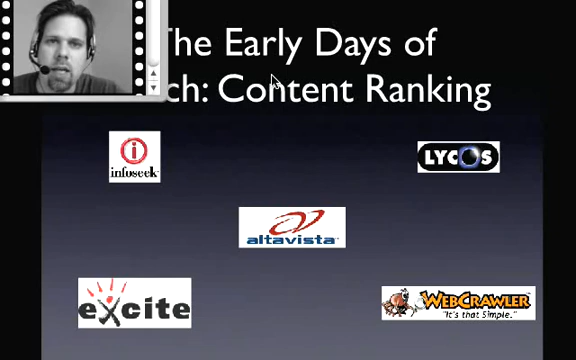 The Early Days of
ch: Content Ranking
infoseek
LYCOS
altavista
excite
WEBCRAWLER
"It's that Simple."